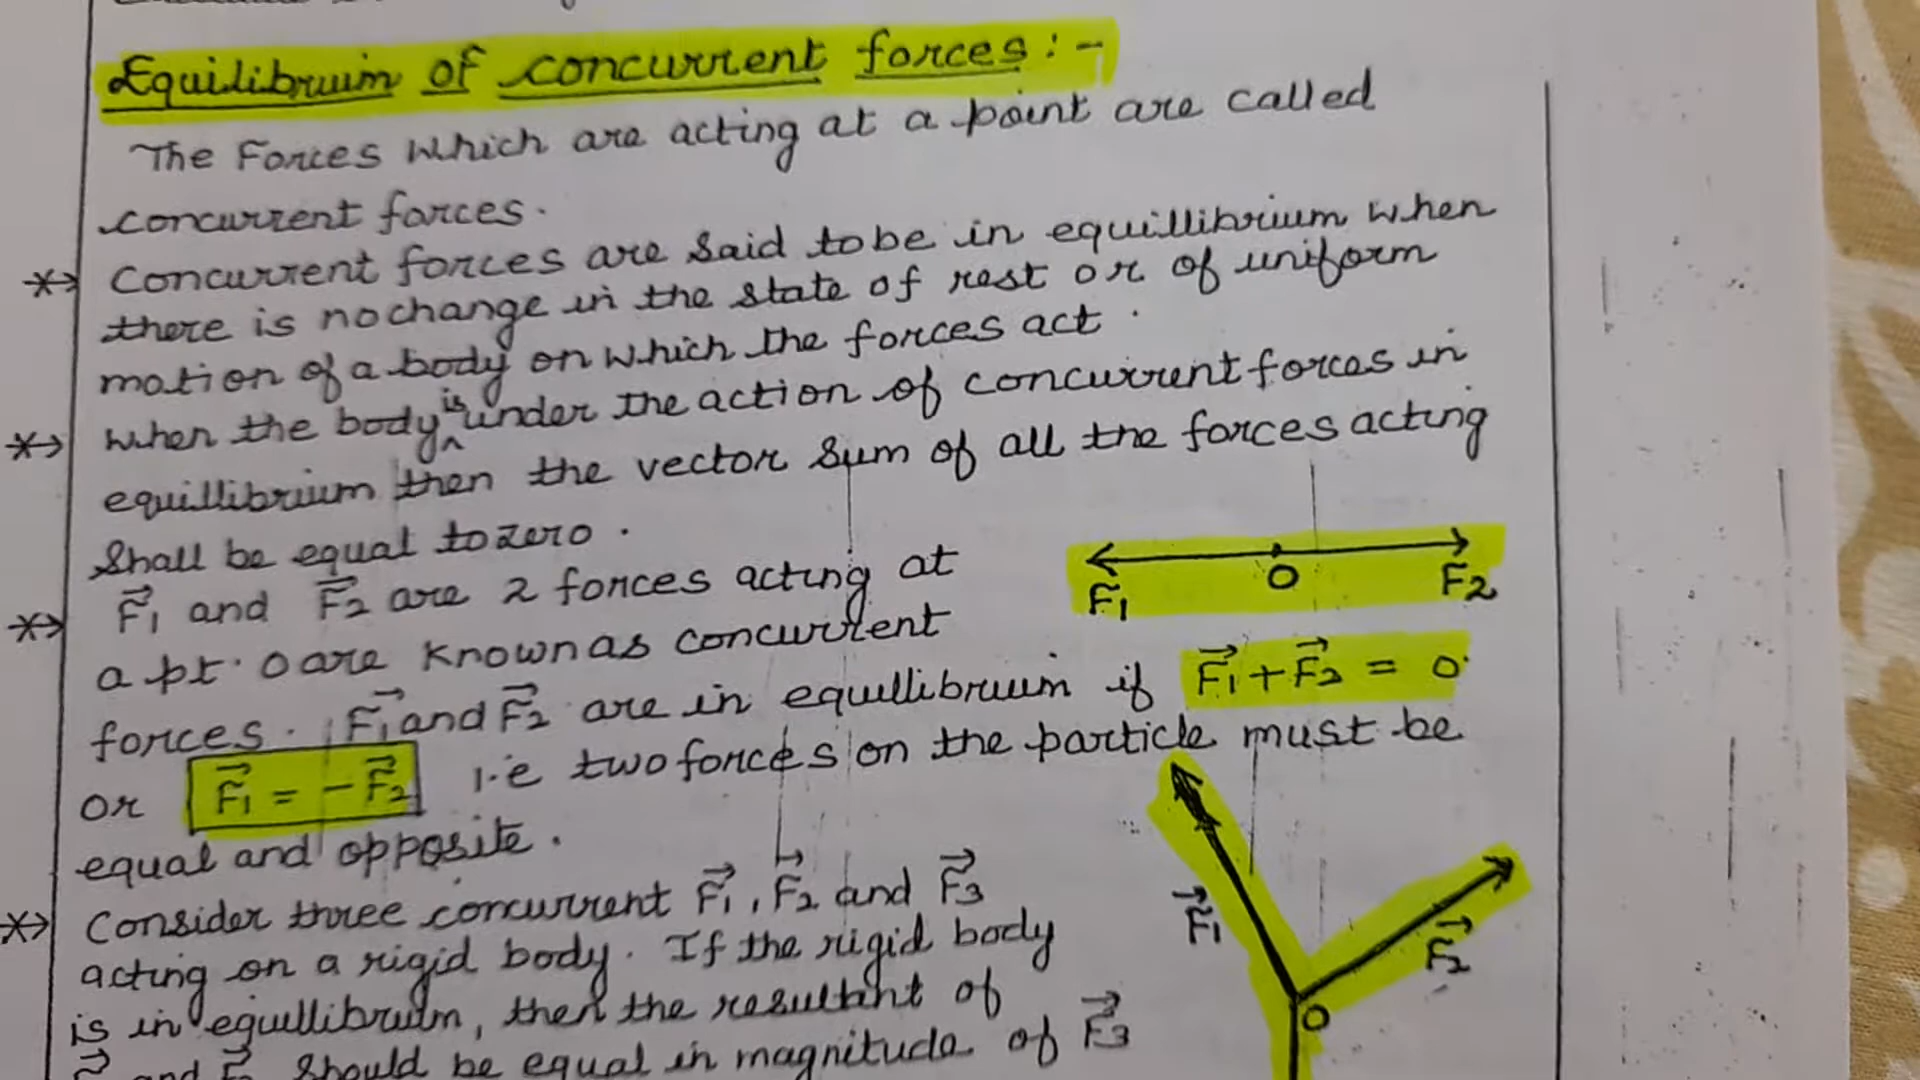 Equilibruim of concurrent forces:-
The Forces which are acting at a point are called
concurrent forces.
*→ Concurrent forces are said to be in equillibrium when
there is no change in the state of rest or of uniform
motion of a body on which the forces act.
*→ when the body is under the action of concurrent forces in
equillibrium then the vector sum of all the forces acting
shall be equal to zero.
*→ F⃗1 and F⃗2 are 2 forces acting at
a pt. O are known as concurrent
forces. F⃗1 and F⃗2 are in equillibruim if F⃗1 + F⃗2 = 0
or F⃗1 = -F⃗2 i.e two forces on the particle must be
equal and opposite.
F⃗1 O F⃗2
*→ Consider three concurrent F⃗1, F⃗2 and F⃗3
acting on a rigid body. If the rigid body
is in equillibruim, then the resultant of
and should be equal in magnitude of F⃗3
F⃗1 F⃗2
O